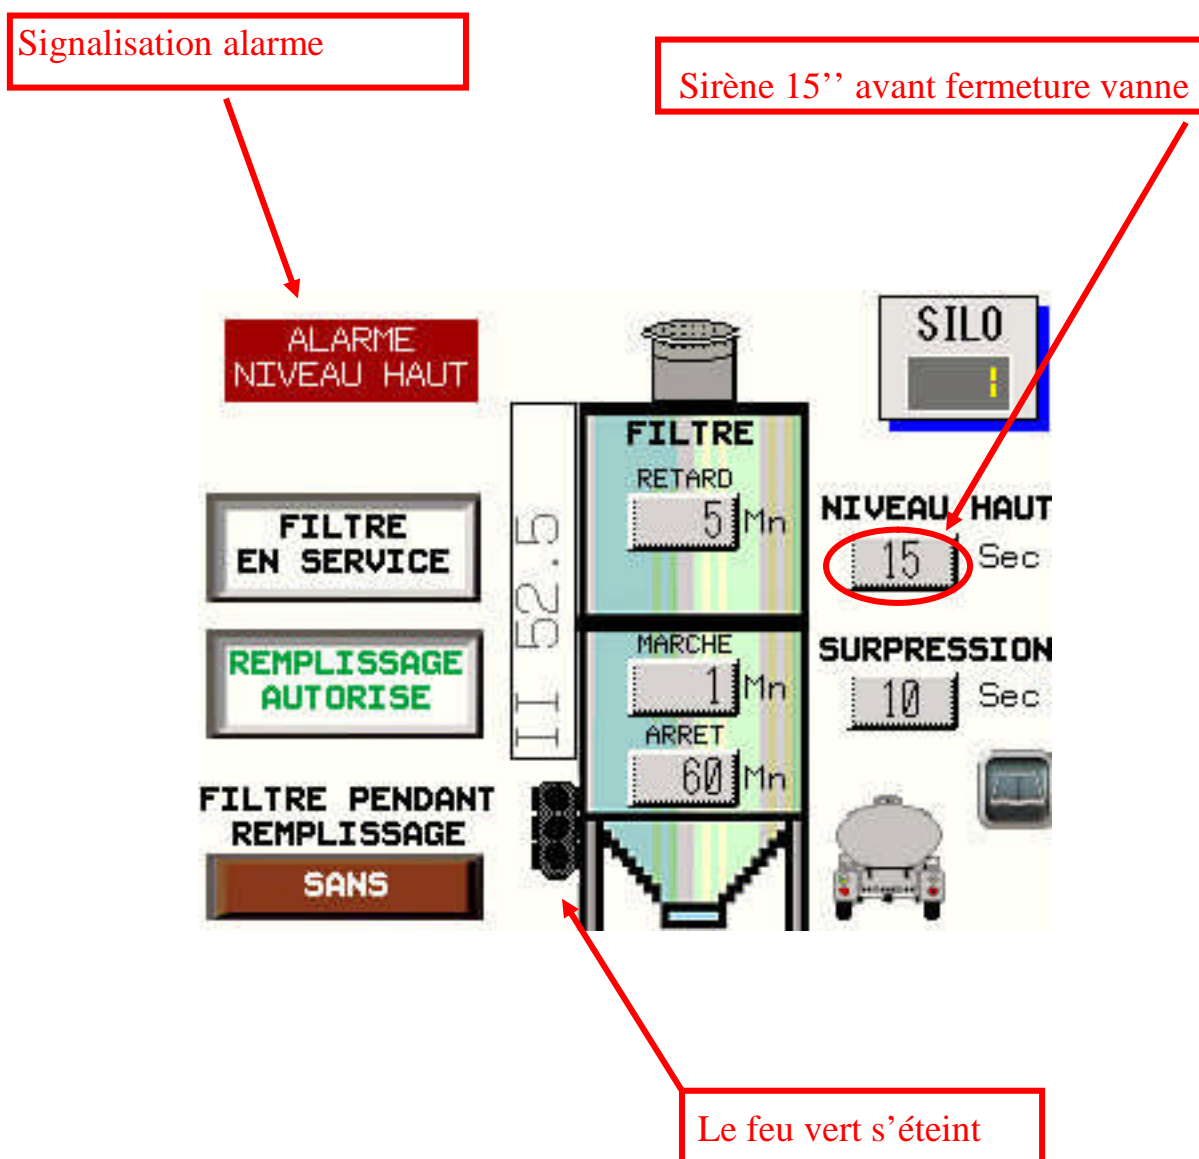 Signalisation alarme
Sirène 15’’ avant fermeture vanne
ALARME
NIVEAU HAUT
SILO
1
FILTRE
RETARD
5 Mn
II 52.5
NIVEAU HAUT
15 Sec
FILTRE
EN SERVICE
REMPLISSAGE
AUTORISE
MARCHE
1 Mn
ARRET
60 Mn
SURPRESSION
10 Sec
FILTRE PENDANT
REMPLISSAGE
SANS
Le feu vert s’éteint